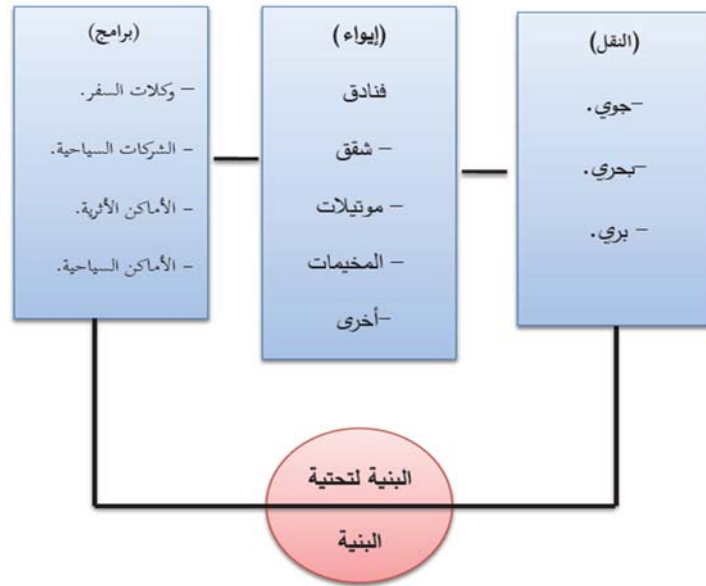 (النقل)
–جوي.
–بحري.
– بري.
(إيواء)
فنادق
– شقق
– موتيلات
– المخيمات
–أخرى
(برامج)
– وكلات السفر.
– الشركات السياحية.
– الأماكن الأثرية.
– الأماكن السياحية.
البنية لتحتية
البنية